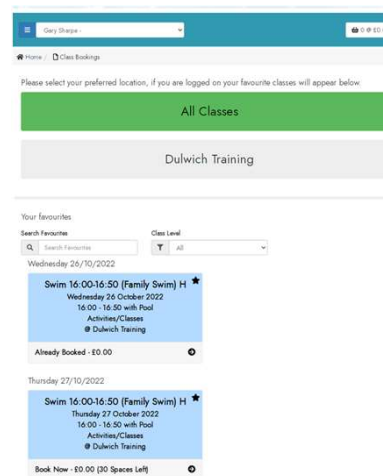 Gary Sharpe -
0 @ £0
Home / Class Bookings
Please select your preferred location, if you are logged on your favourite classes will appear below
All Classes
Dulwich Training
Your favourites
Search Favourites Class Level
Search Favourites All
Wednesday 26/10/2022
Swim 16:00-16:50 (Family Swim) H
Wednesday 26 October 2022
16:00 - 16:50 with Pool
Activities/Classes
@ Dulwich Training
Already Booked - £0.00
Thursday 27/10/2022
Swim 16:00-16:50 (Family Swim) H
Thursday 27 October 2022
16:00 - 16:50 with Pool
Activities/Classes
@ Dulwich Training
Book Now - £0.00 (30 Spaces Left)